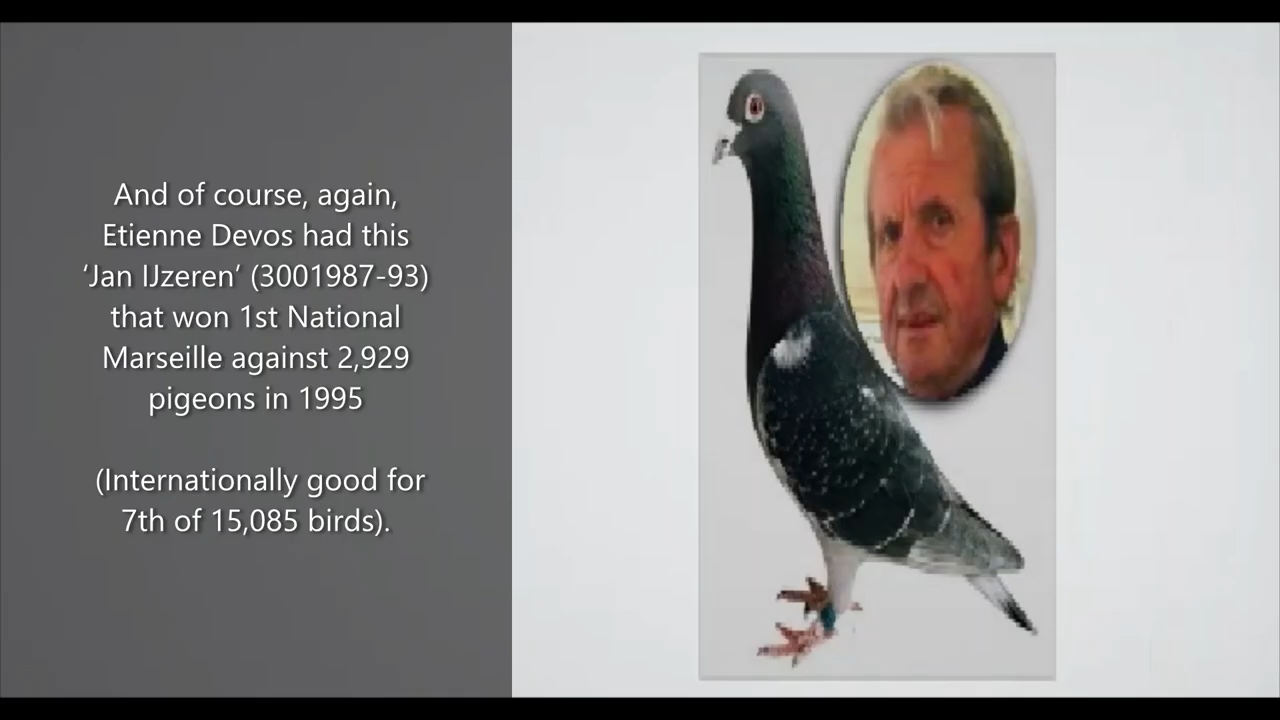 And of course, again,
Etienne Devos had this
‘Jan IJzeren’ (3001987-93)
that won 1st National
Marseille against 2,929
pigeons in 1995
(Internationally good for
7th of 15,085 birds).